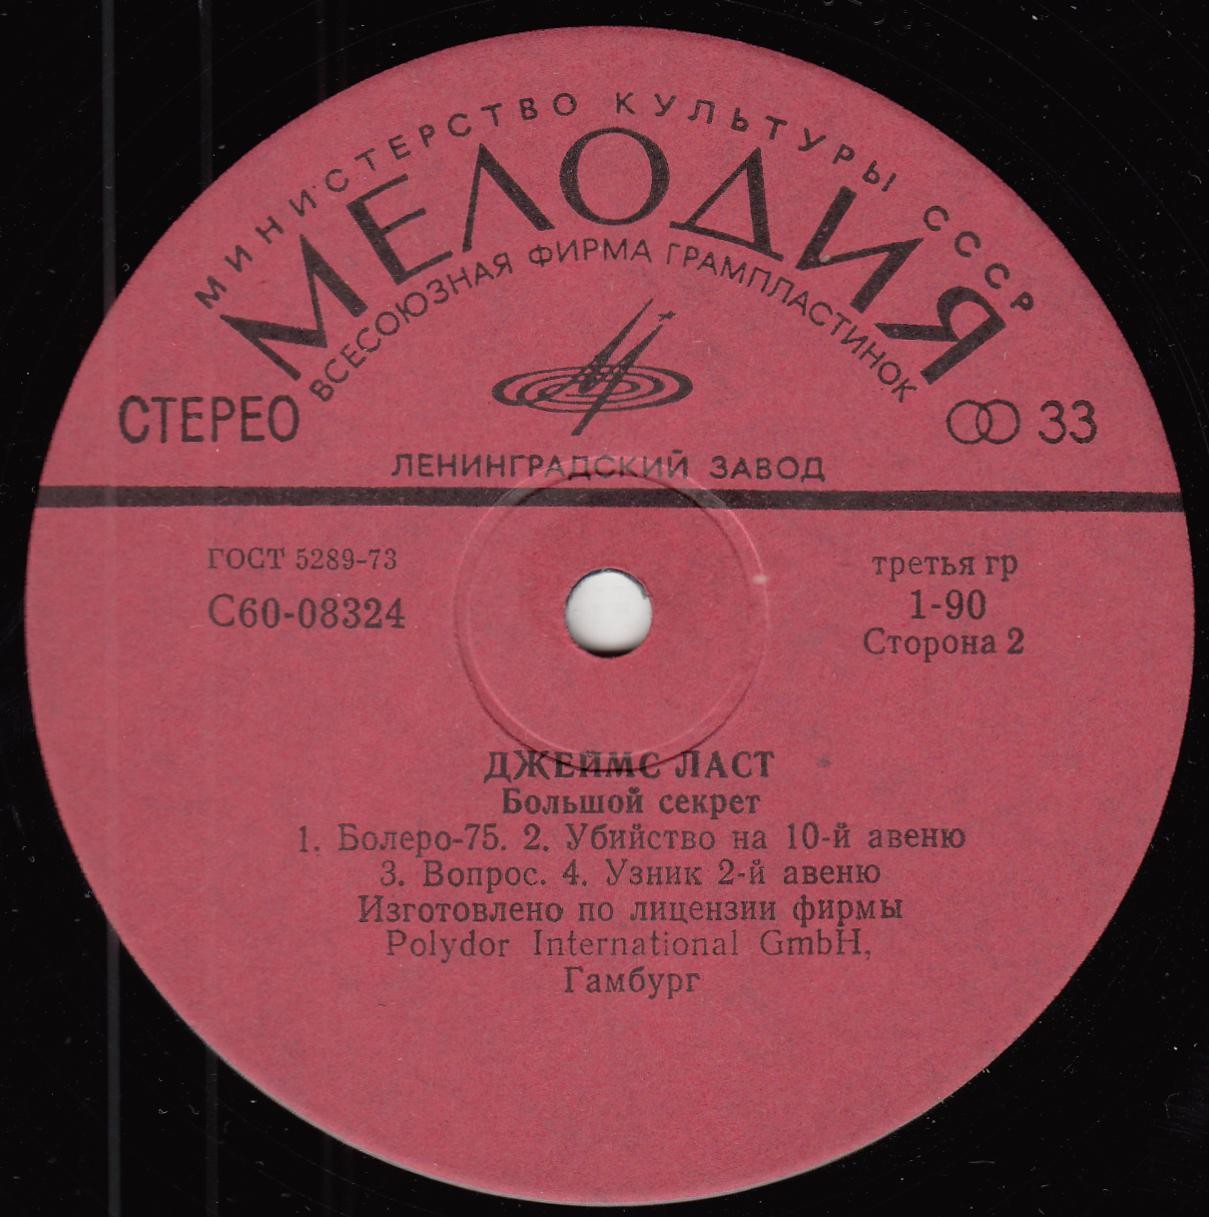 МИНИСТЕРСТВО КУЛЬТУРЫ СССР
МЕЛОДИЯ
ВСЕСОЮЗНАЯ ФИРМА ГРАМПЛАСТИНОК
СТЕРЕО
33
ЛЕНИНГРАДСКИЙ ЗАВОД
ГОСТ 5289-73
С60-08324
третья гр
1-90
Сторона 2
ДЖЕЙМС ЛАСТ
Большой секрет
1. Болеро-75. 2. Убийство на 10-й авеню
3. Вопрос. 4. Узник 2-й авеню
Изготовлено по лицензии фирмы
Polydor International GmbH,
Гамбург